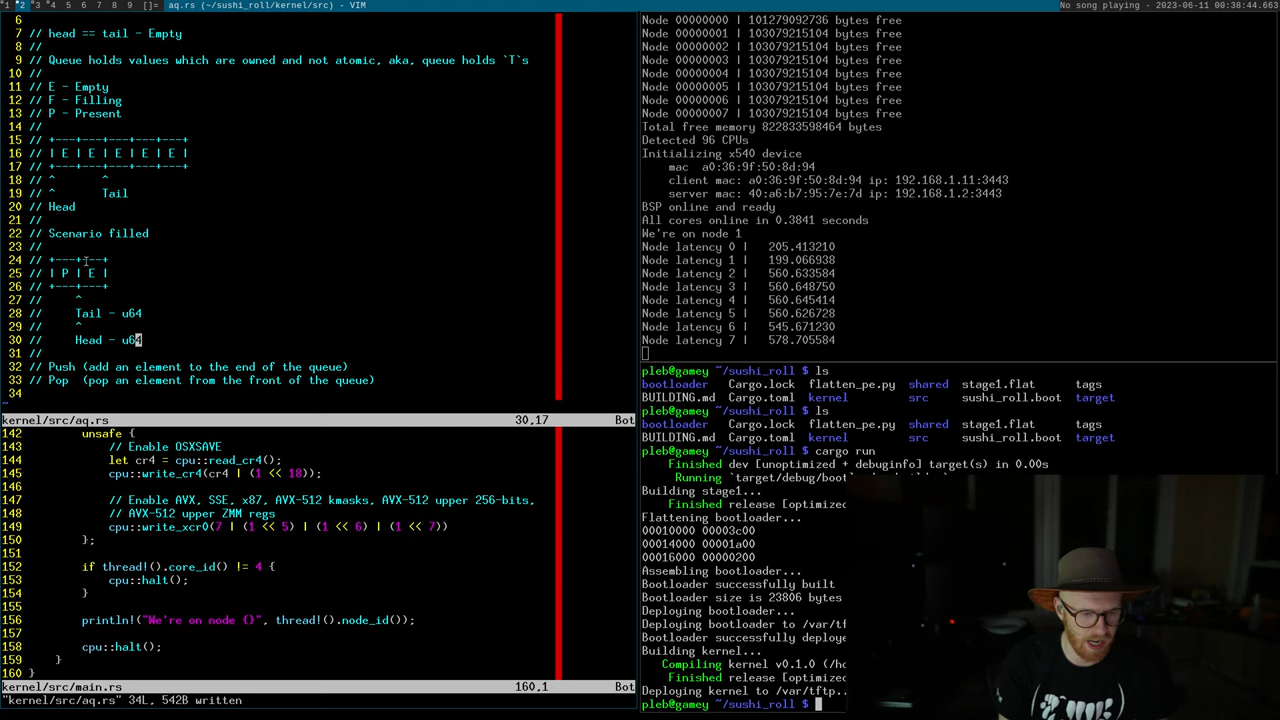 1 2 3 4 5 6 7 8 9 []= aq.rs (~/sushi_roll/kernel/src) - VIM
No song playing - 2023-06-11 00:38:44.663
6
7 // head == tail - Empty
8 //
9 // Queue holds values which are owned and not atomic, aka, queue holds `T`s
10 //
11 // E - Empty
12 // F - Filling
13 // P - Present
14 //
15 // +---+---+---+---+---+
16 // | E | E | E | E | E |
17 // +---+---+---+---+---+
18 // ^ ^
19 // ^ Tail
20 // Head
21 //
22 // Scenario filled
23 //
24 // +---+---+
25 // | P | E |
26 // +---+---+
27 // ^
28 // Tail - u64
29 // ^
30 // Head - u64
31 //
32 // Push (add an element to the end of the queue)
33 // Pop (pop an element from the front of the queue)
34
~
kernel/src/aq.rs 30,17 Bot
142 unsafe {
143 // Enable OSXSAVE
144 let cr4 = cpu::read_cr4();
145 cpu::write_cr4(cr4 | (1 << 18));
146
147 // Enable AVX, SSE, x87, AVX-512 kmasks, AVX-512 upper 256-bits,
148 // AVX-512 upper ZMM regs
149 cpu::write_xcr0(7 | (1 << 5) | (1 << 6) | (1 << 7))
150 };
151
152 if thread!().core_id() != 4 {
153 cpu::halt();
154 }
155
156 println!("We're on node {}", thread!().node_id());
157
158 cpu::halt();
159 }
160 }
kernel/src/main.rs 160,1 Bot
"kernel/src/aq.rs" 34L, 542B written
Node 00000000 | 101279092736 bytes free
Node 00000001 | 103079215104 bytes free
Node 00000002 | 103079215104 bytes free
Node 00000003 | 103079215104 bytes free
Node 00000004 | 103079215104 bytes free
Node 00000005 | 103079215104 bytes free
Node 00000006 | 103079215104 bytes free
Node 00000007 | 103079215104 bytes free
Total free memory 822833598464 bytes
Detected 96 CPUs
Initializing x540 device
mac a0:36:9f:50:8d:94
client mac: a0:36:9f:50:8d:94 ip: 192.168.1.11:3443
server mac: 40:a6:b7:95:7e:7d ip: 192.168.1.2:3443
BSP online and ready
All cores online in 0.3841 seconds
We're on node 1
Node latency 0 | 205.413210
Node latency 1 | 199.066938
Node latency 2 | 560.633584
Node latency 3 | 560.648750
Node latency 4 | 560.645414
Node latency 5 | 560.626728
Node latency 6 | 545.671230
Node latency 7 | 578.705584
pleb@gamey ~/sushi_roll $ ls
bootloader Cargo.lock flatten_pe.py shared stage1.flat tags
BUILDING.md Cargo.toml kernel src sushi_roll.boot target
pleb@gamey ~/sushi_roll $ ls
bootloader Cargo.lock flatten_pe.py shared stage1.flat tags
BUILDING.md Cargo.toml kernel src sushi_roll.boot target
pleb@gamey ~/sushi_roll $ cargo run
Finished dev [unoptimized + debuginfo] target(s) in 0.00s
Running `target/debug/boot
Building stage1...
Finished release [optimized
Flattening bootloader...
00010000 00003c00
00014000 00001a00
00016000 00000200
Assembling bootloader...
Bootloader successfully built
Bootloader size is 23806 bytes
Deploying bootloader...
Deploying bootloader to /var/tf
Bootloader successfully deploye
Building kernel...
Compiling kernel v0.1.0 (/ho
Finished release [optimized
Deploying kernel to /var/tftp..
pleb@gamey ~/sushi_roll $